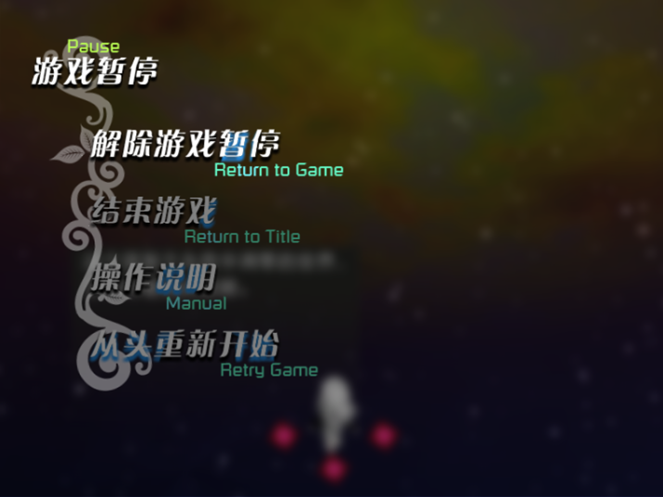 Pause
游戏暂停
解除游戏暂停
Return to Game
结束游戏
Return to Title
操作说明
Manual
从头重新开始
Retry Game